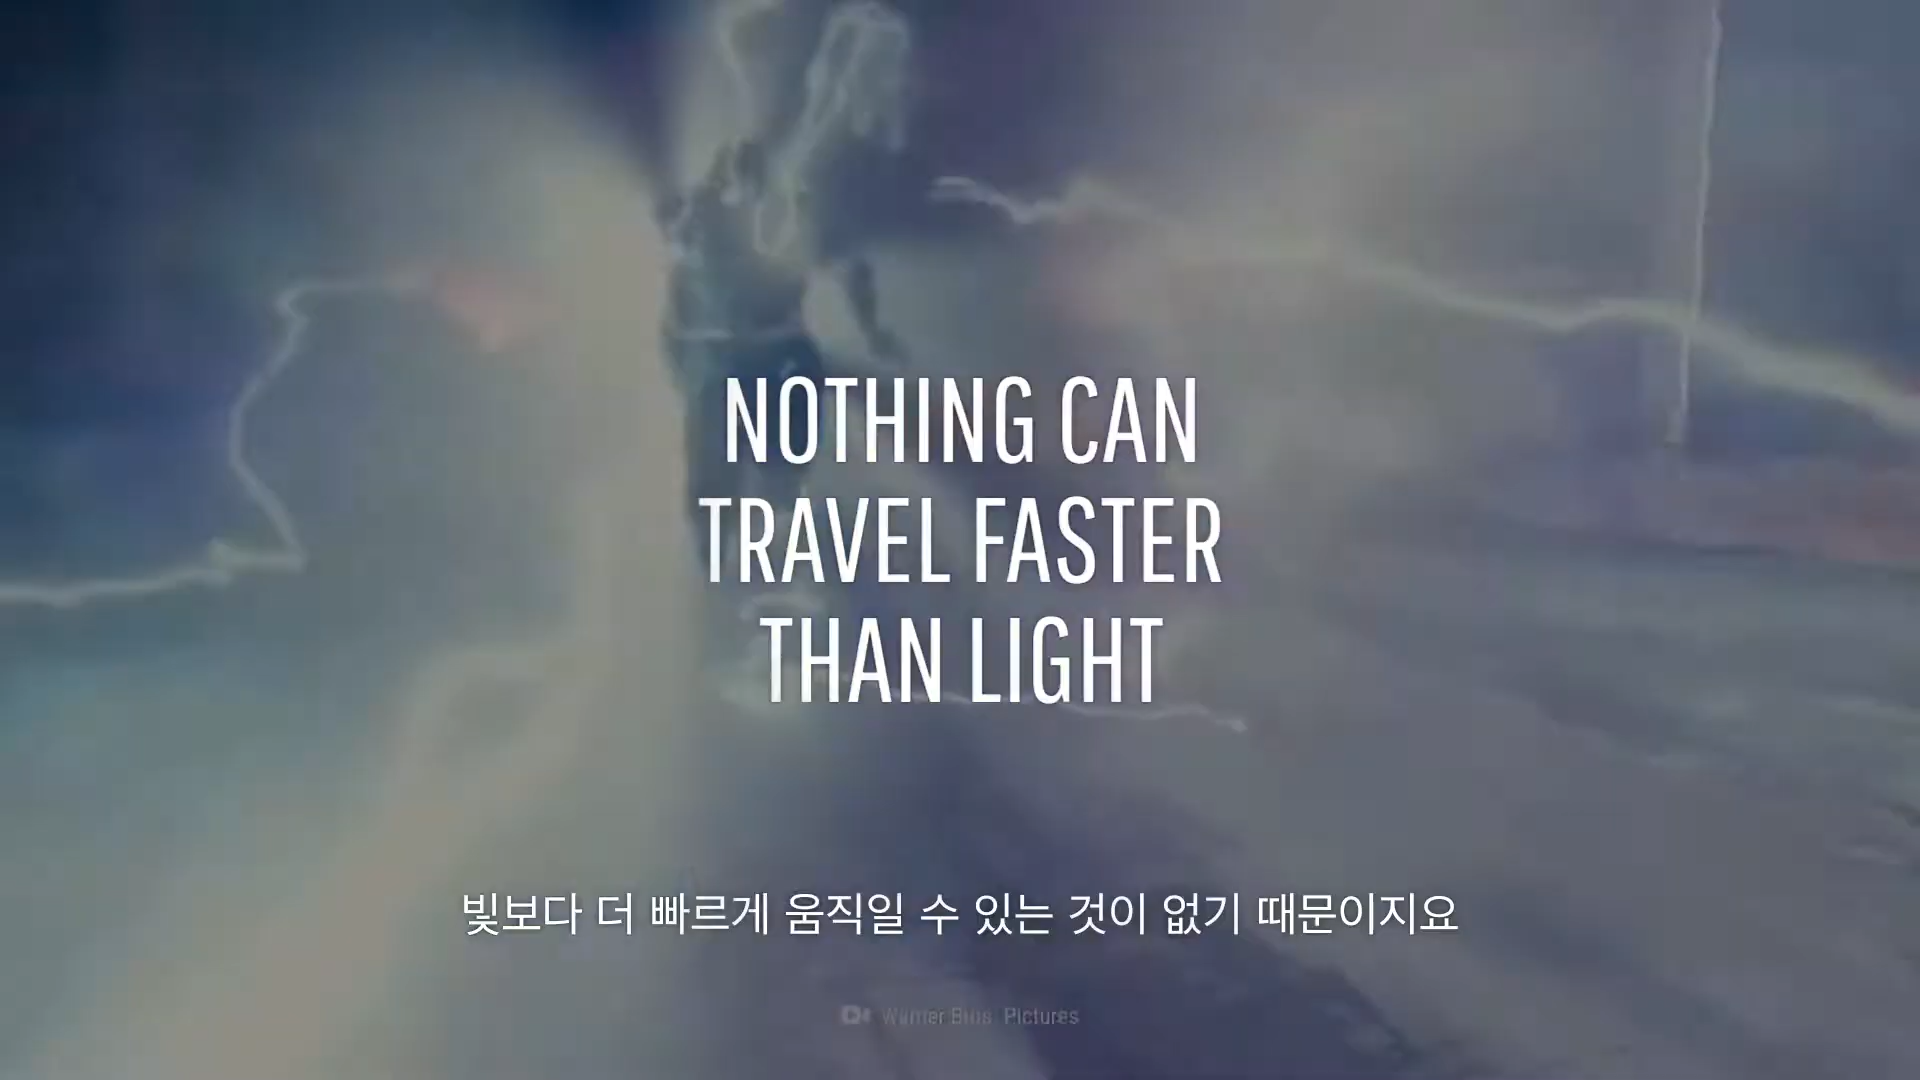 NOTHING CAN
TRAVEL FASTER
THAN LIGHT
빛보다 더 빠르게 움직일 수 있는 것이 없기 때문이지요
Warner Bros. Pictures